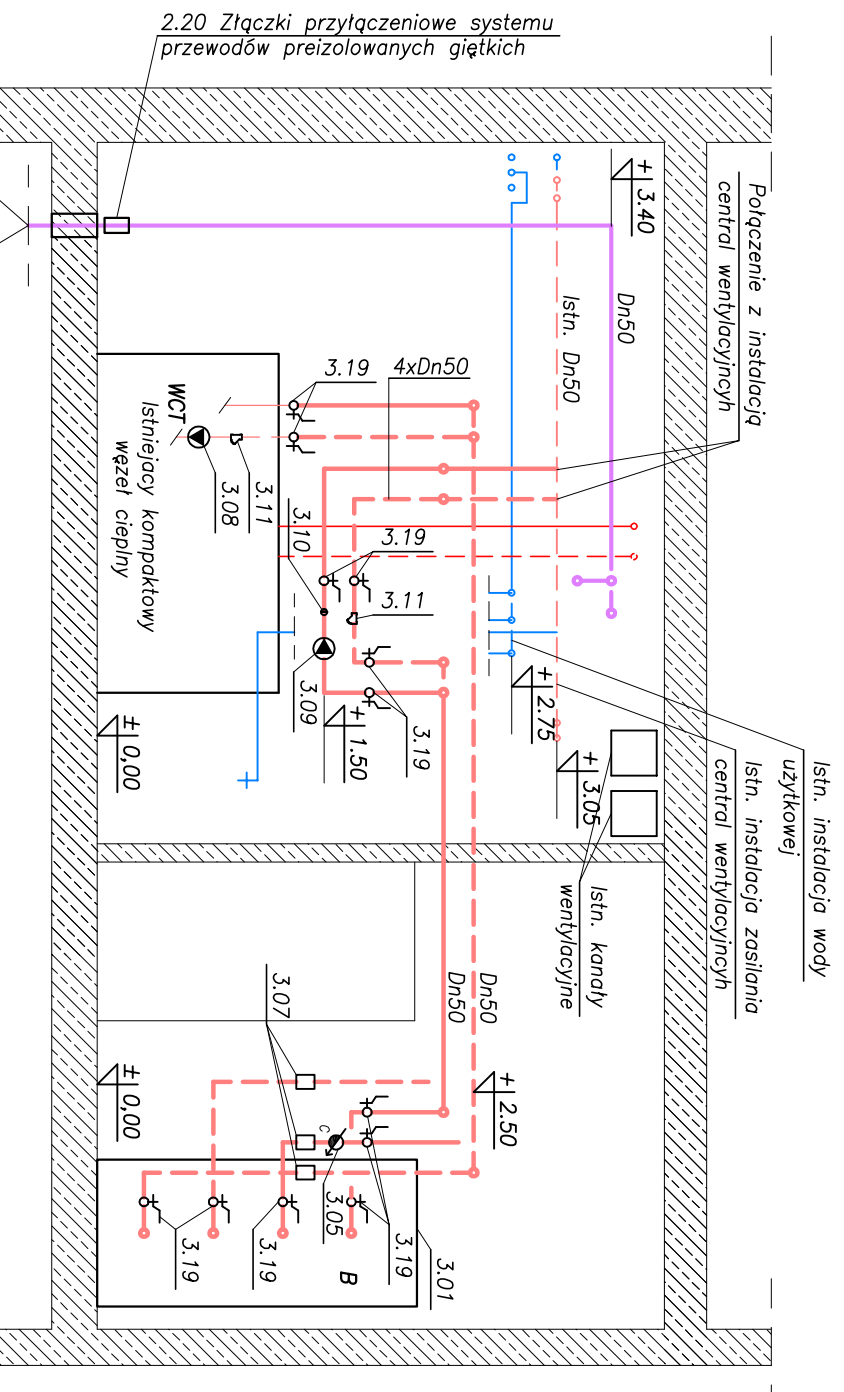 2.20 Złączki przyłączeniowe systemu
przewodów preizolowanych giętkich
+ 3.40
Połączenie z instalacją
central wentylacyjncyh
Dn50
Istn. Dn50
4xDn50
3.19
WCT
Istniejacy kompaktowy
węzeł cieplny
3.08
3.11
3.10
3.19
3.11
3.09
+ 1.50
3.19
+ 2.75
+ 3.05
± 0,00
Istn. instalacja wody
użytkowej
Istn. instalacja zasilania
central wentylacyjncyh
Istn. kanały
wentylacyjne
Dn50
Dn50
3.07
+ 2.50
± 0,00
c
3.05
3.19
3.19
3.19
B
3.01